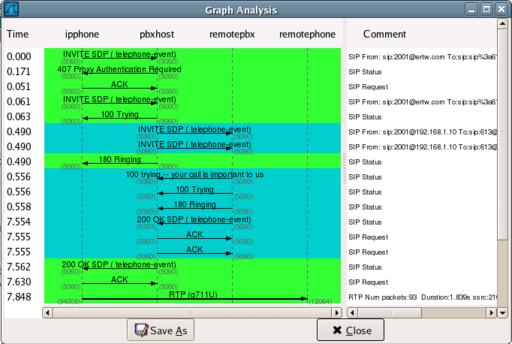 Graph Analysis
Time ipphone pbxhost remotepbx remotephone Comment
0.000 INVITE SDP ( telephone-event) SIP From: sip:2001@ertw.com To:sip:sip%3a6
(5060) (5060)
0.171 407 Proxy Authentication Required SIP Status
(5060) (5060)
0.051 ACK SIP Request
(5060) (5060)
0.061 INVITE SDP ( telephone-event) SIP From: sip:2001@ertw.com To:sip:sip%3a6
(5060) (5060)
0.063 100 Trying SIP Status
(5060) (5060)
0.490 INVITE SDP ( telephone-event) SIP From: sip:2001@192.168.1.10 To:sip:613@
(5060) (5060)
0.490 INVITE SDP ( telephone-event) SIP From: sip:2001@192.168.1.10 To:sip:613@
(5060) (5060)
0.490 180 Ringing SIP Status
(5060) (5060)
0.556 100 trying -- your call is important to us SIP Status
(5060) (5060)
0.556 100 Trying SIP Status
(5060) (5060)
0.558 180 Ringing SIP Status
(5060) (5060)
7.554 200 OK SDP ( telephone-event) SIP Status
(5060) (5060)
7.555 ACK SIP Request
(5060) (5060)
7.555 ACK SIP Request
(5060) (5060)
7.562 200 OK SDP ( telephone-event) SIP Status
(5060) (5060)
7.630 ACK SIP Request
(5060) (5060)
7.848 RTP (g711U) RTP Num packets:93 Duration:1.839s ssrc:21
(34008) (12064)
Save As
Close